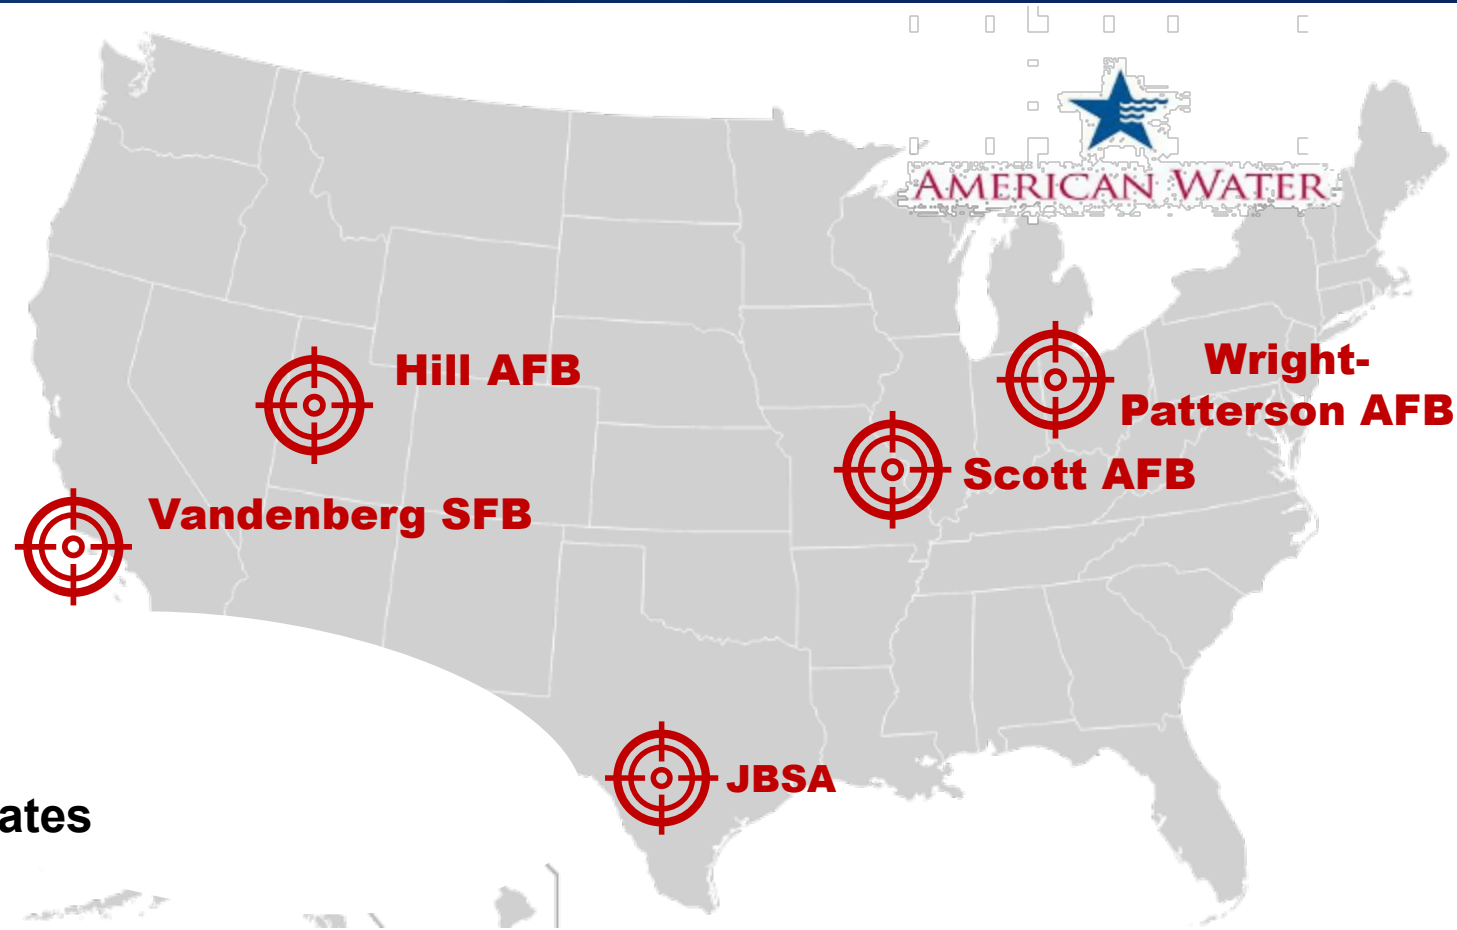 AMERICAN WATER
Hill AFB
Wright-
Patterson AFB
Scott AFB
Vandenberg SFB
JBSA
ates